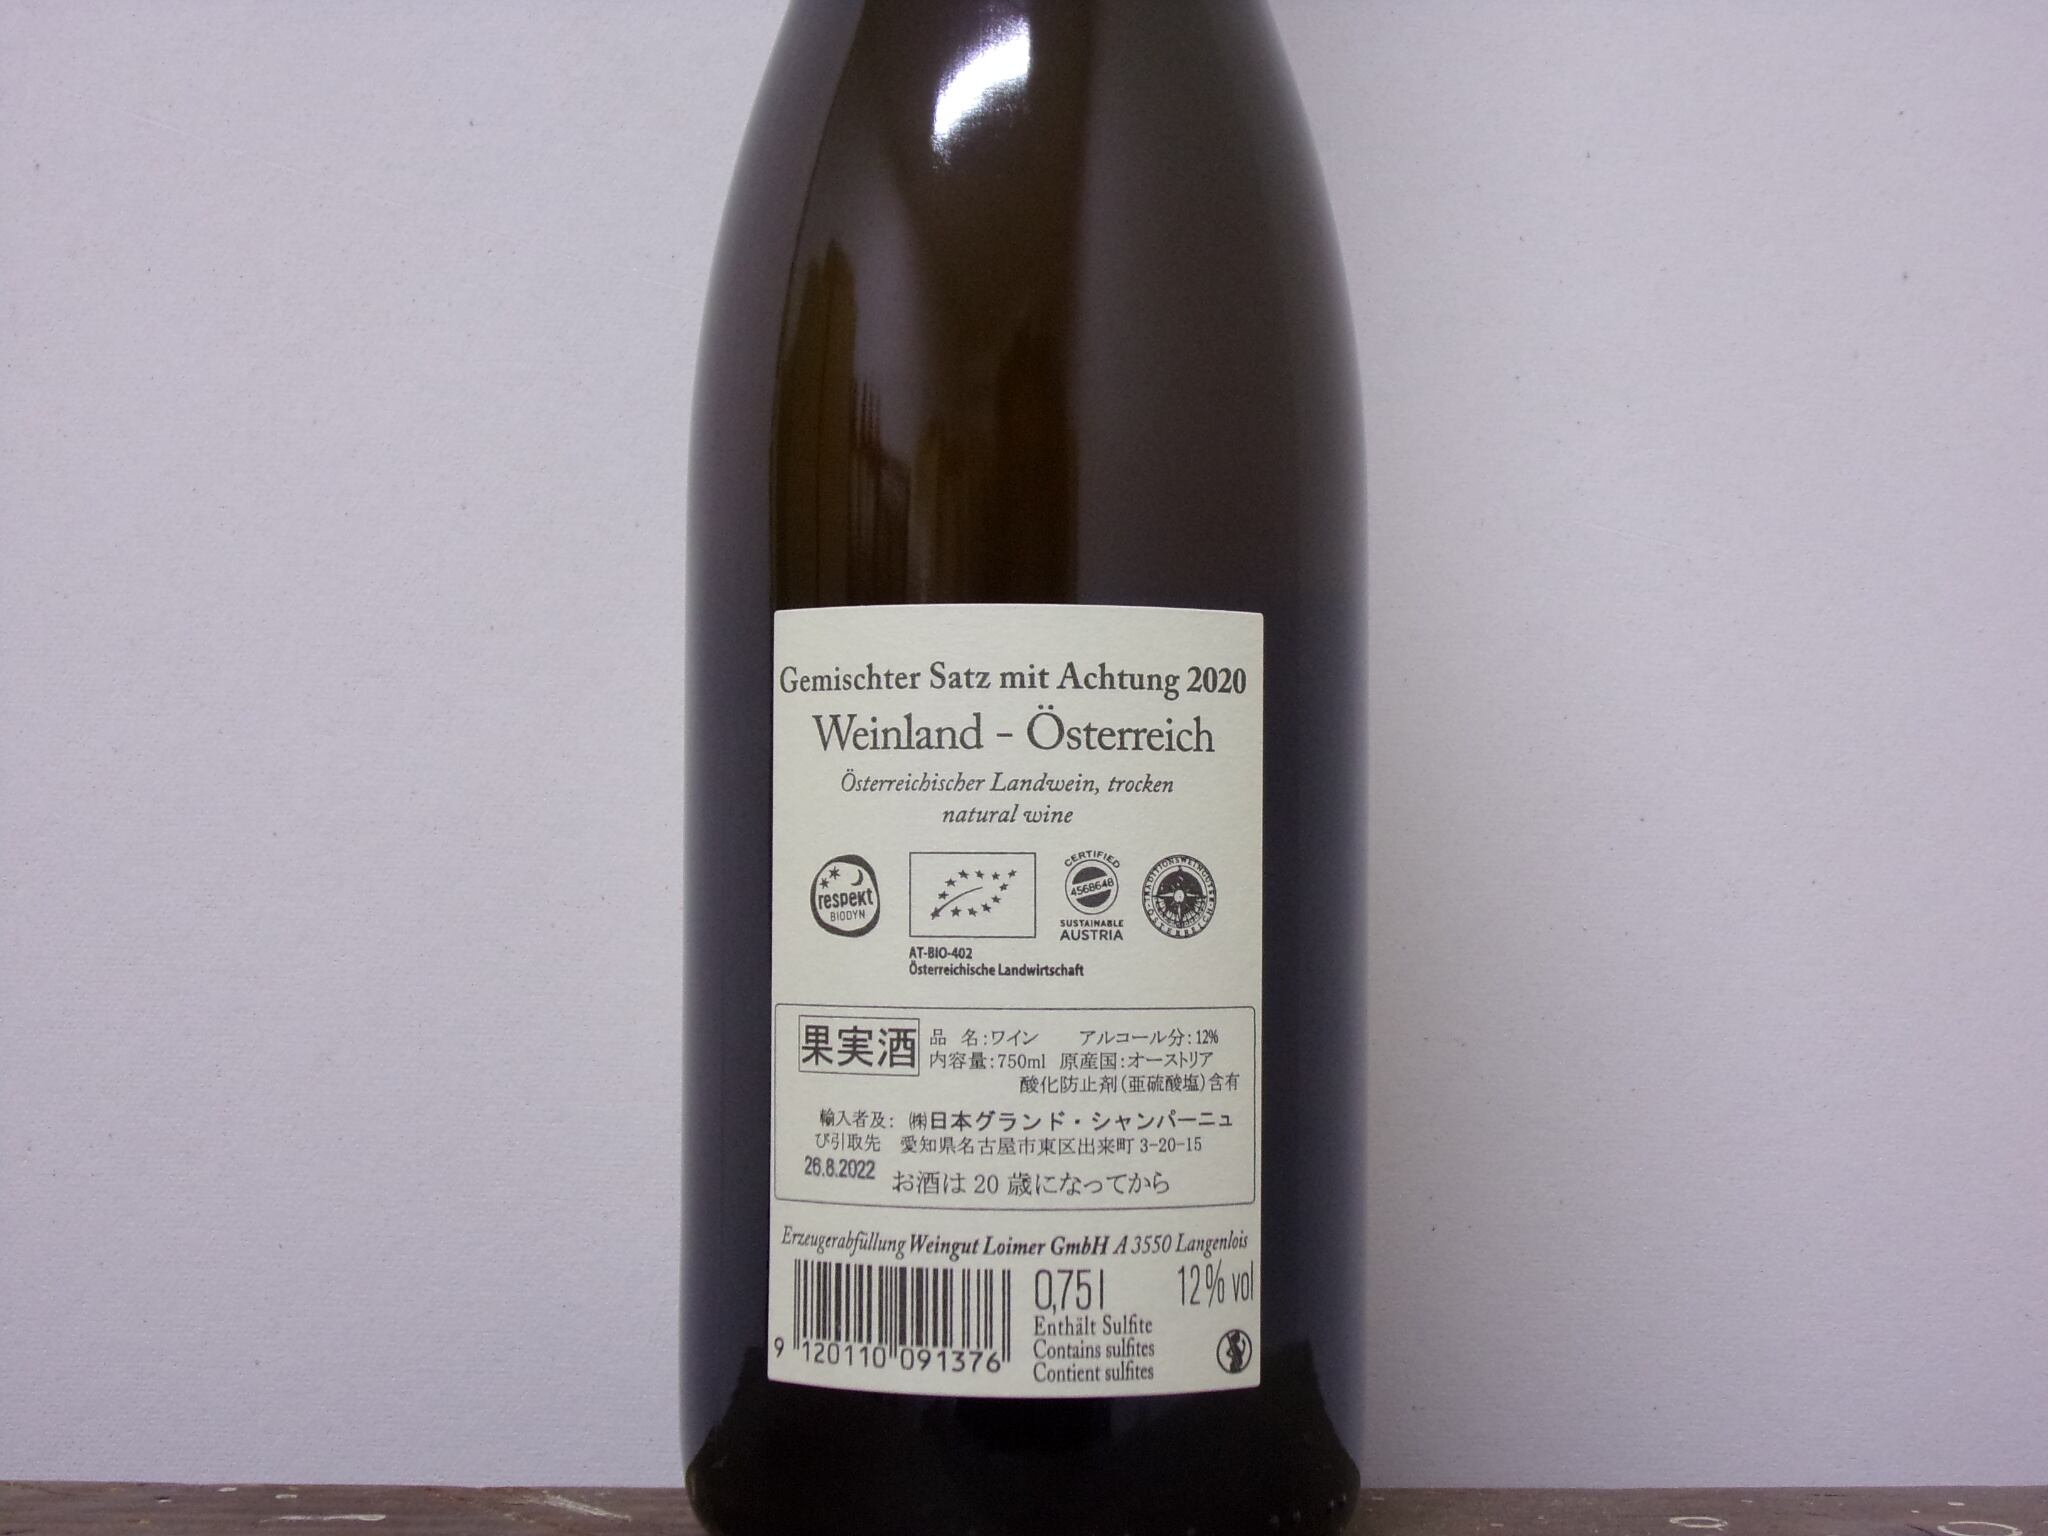 Gemischter Satz mit Achtung 2020
Weinland - Österreich
Österreichischer Landwein, trocken
natural wine
respekt
BIODYN
CERTIFIED
4568648
SUSTAINABLE
AUSTRIA
TRADITIONSWEINGÜTER
ÖSTERREICH
AT-BIO-402
Österreichische Landwirtschaft
果実酒
品 名:ワイン アルコール分:12%
内容量:750ml 原産国:オーストリア
酸化防止剤(亜硫酸塩)含有
輸入者及: ㈱日本グランド・シャンパーニュ
び引取先 愛知県名古屋市東区出来町3-20-15
26.8.2022 お酒は20歳になってから
Erzeugerabfüllung Weingut Loimer GmbH A 3550 Langenlois
0,75 l 12% vol
Enthält Sulfite
Contains sulfites
Contient sulfites
9 120110 091376